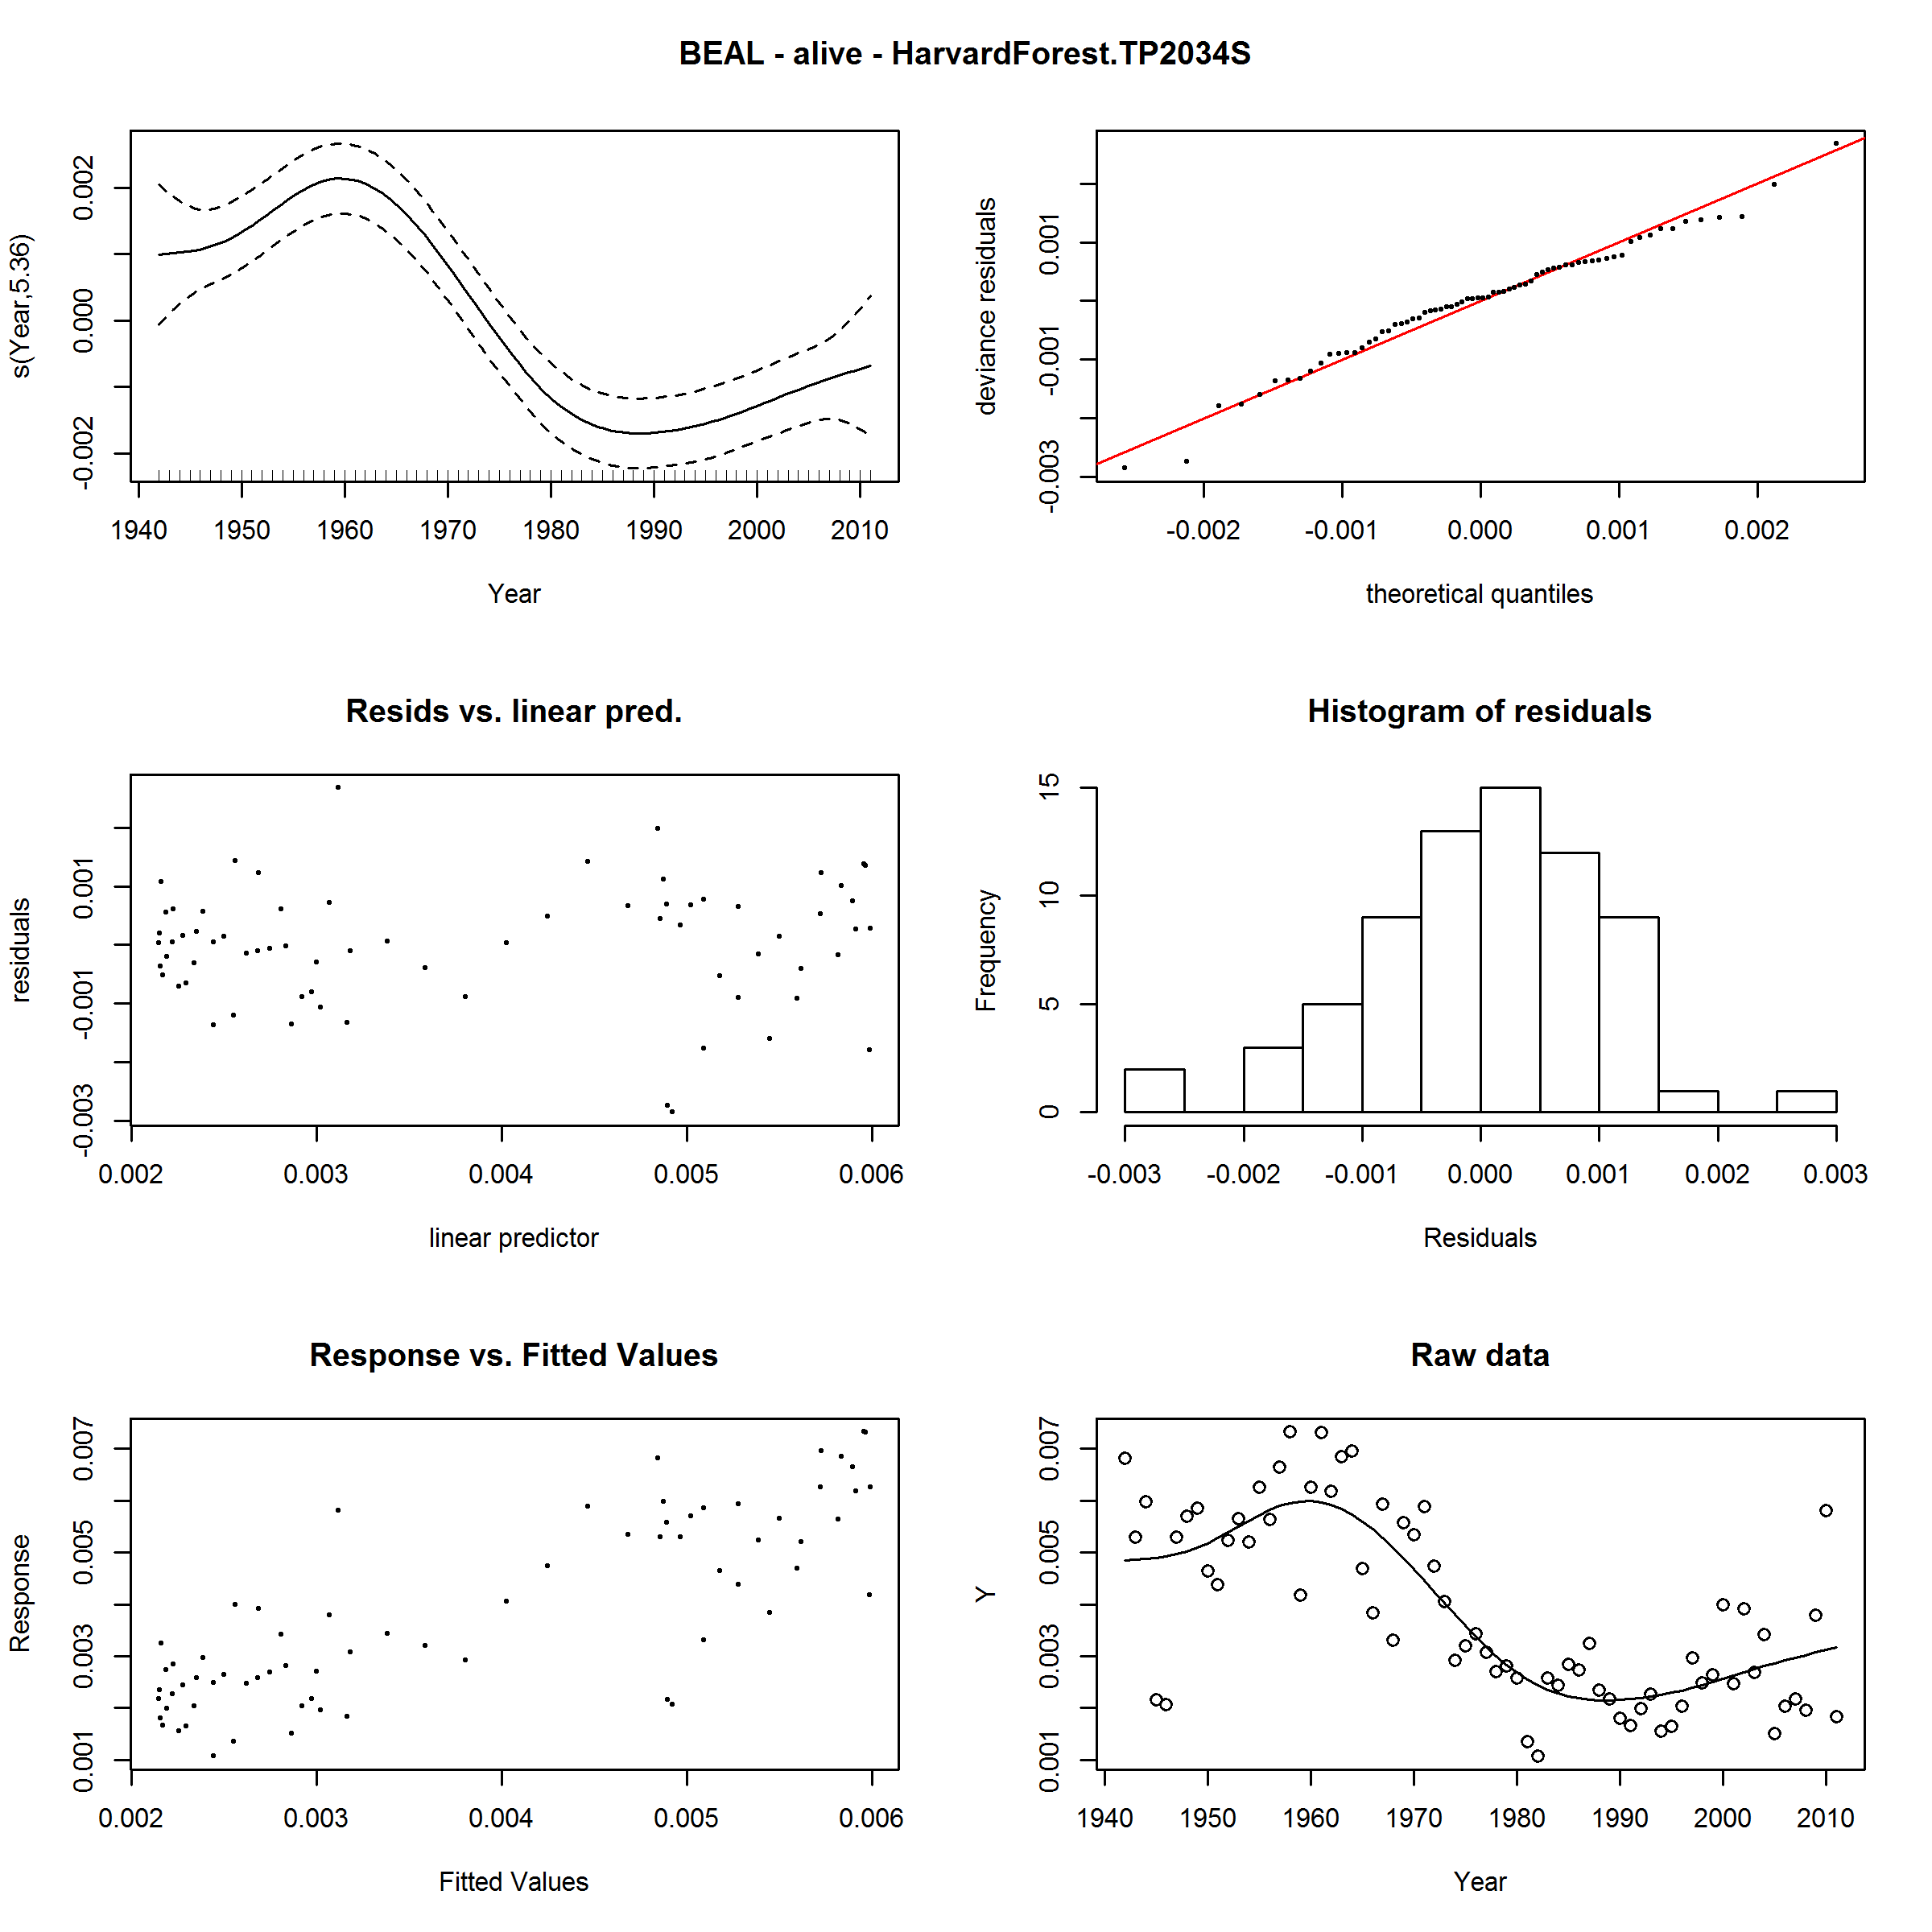 BEAL - alive - HarvardForest.TP2034S
s(Year,5.36)
-0.002 0.000 0.002
1940 1950 1960 1970 1980 1990 2000 2010
Year
deviance residuals
-0.003 -0.001 0.001
-0.002 -0.001 0.000 0.001 0.002
theoretical quantiles
Resids vs. linear pred.
residuals
-0.003 -0.001 0.001
0.002 0.003 0.004 0.005 0.006
linear predictor
Histogram of residuals
Frequency
0 5 10 15
-0.003 -0.002 -0.001 0.000 0.001 0.002 0.003
Residuals
Response vs. Fitted Values
Response
0.001 0.003 0.005 0.007
0.002 0.003 0.004 0.005 0.006
Fitted Values
Raw data
Y
0.001 0.003 0.005 0.007
1940 1950 1960 1970 1980 1990 2000 2010
Year